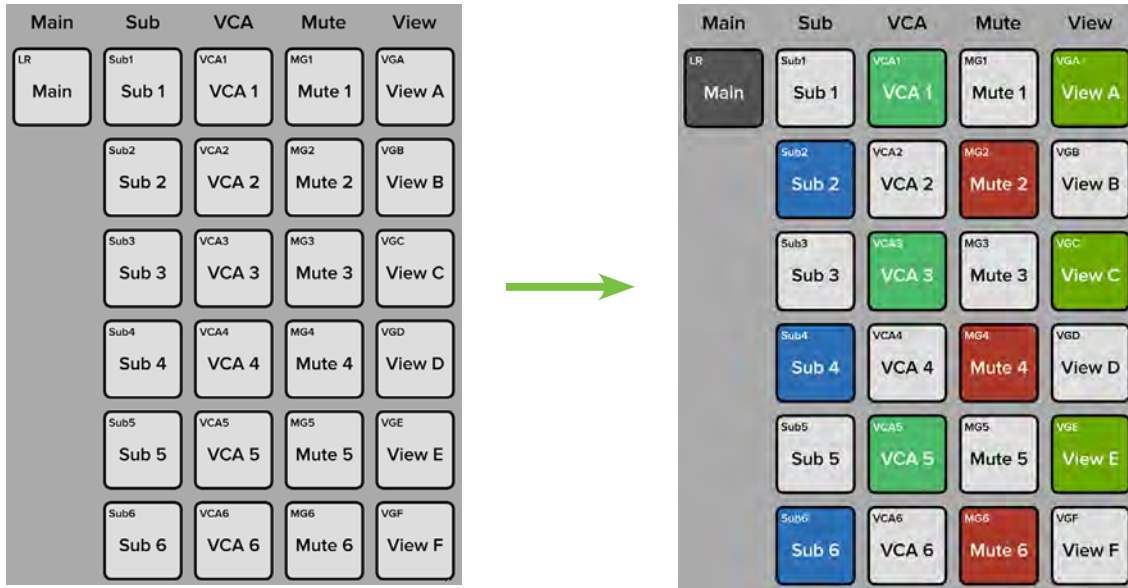 Main Sub VCA Mute View
LR Sub1 VCA1 MG1 VGA
Main Sub 1 VCA 1 Mute 1 View A
Sub2 VCA2 MG2 VGB
Sub 2 VCA 2 Mute 2 View B
Sub3 VCA3 MG3 VGC
Sub 3 VCA 3 Mute 3 View C
Sub4 VCA4 MG4 VGD
Sub 4 VCA 4 Mute 4 View D
Sub5 VCA5 MG5 VGE
Sub 5 VCA 5 Mute 5 View E
Sub6 VCA6 MG6 VGF
Sub 6 VCA 6 Mute 6 View F
Main Sub VCA Mute View
LR Sub1 VCA1 MG1 VGA
Main Sub 1 VCA 1 Mute 1 View A
Sub2 VCA2 MG2 VGB
Sub 2 VCA 2 Mute 2 View B
Sub3 VCA3 MG3 VGC
Sub 3 VCA 3 Mute 3 View C
Sub4 VCA4 MG4 VGD
Sub 4 VCA 4 Mute 4 View D
Sub5 VCA5 MG5 VGE
Sub 5 VCA 5 Mute 5 View E
Sub6 VCA6 MG6 VGF
Sub 6 VCA 6 Mute 6 View F